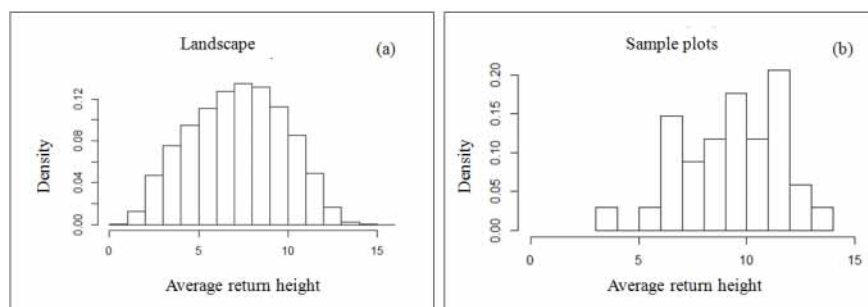 Landscape
(a)
Density
0.00
0.04
0.08
0.12
0
5
10
15
Average return height
Sample plots
(b)
Density
0.00
0.05
0.10
0.15
0.20
0
5
10
15
Average return height